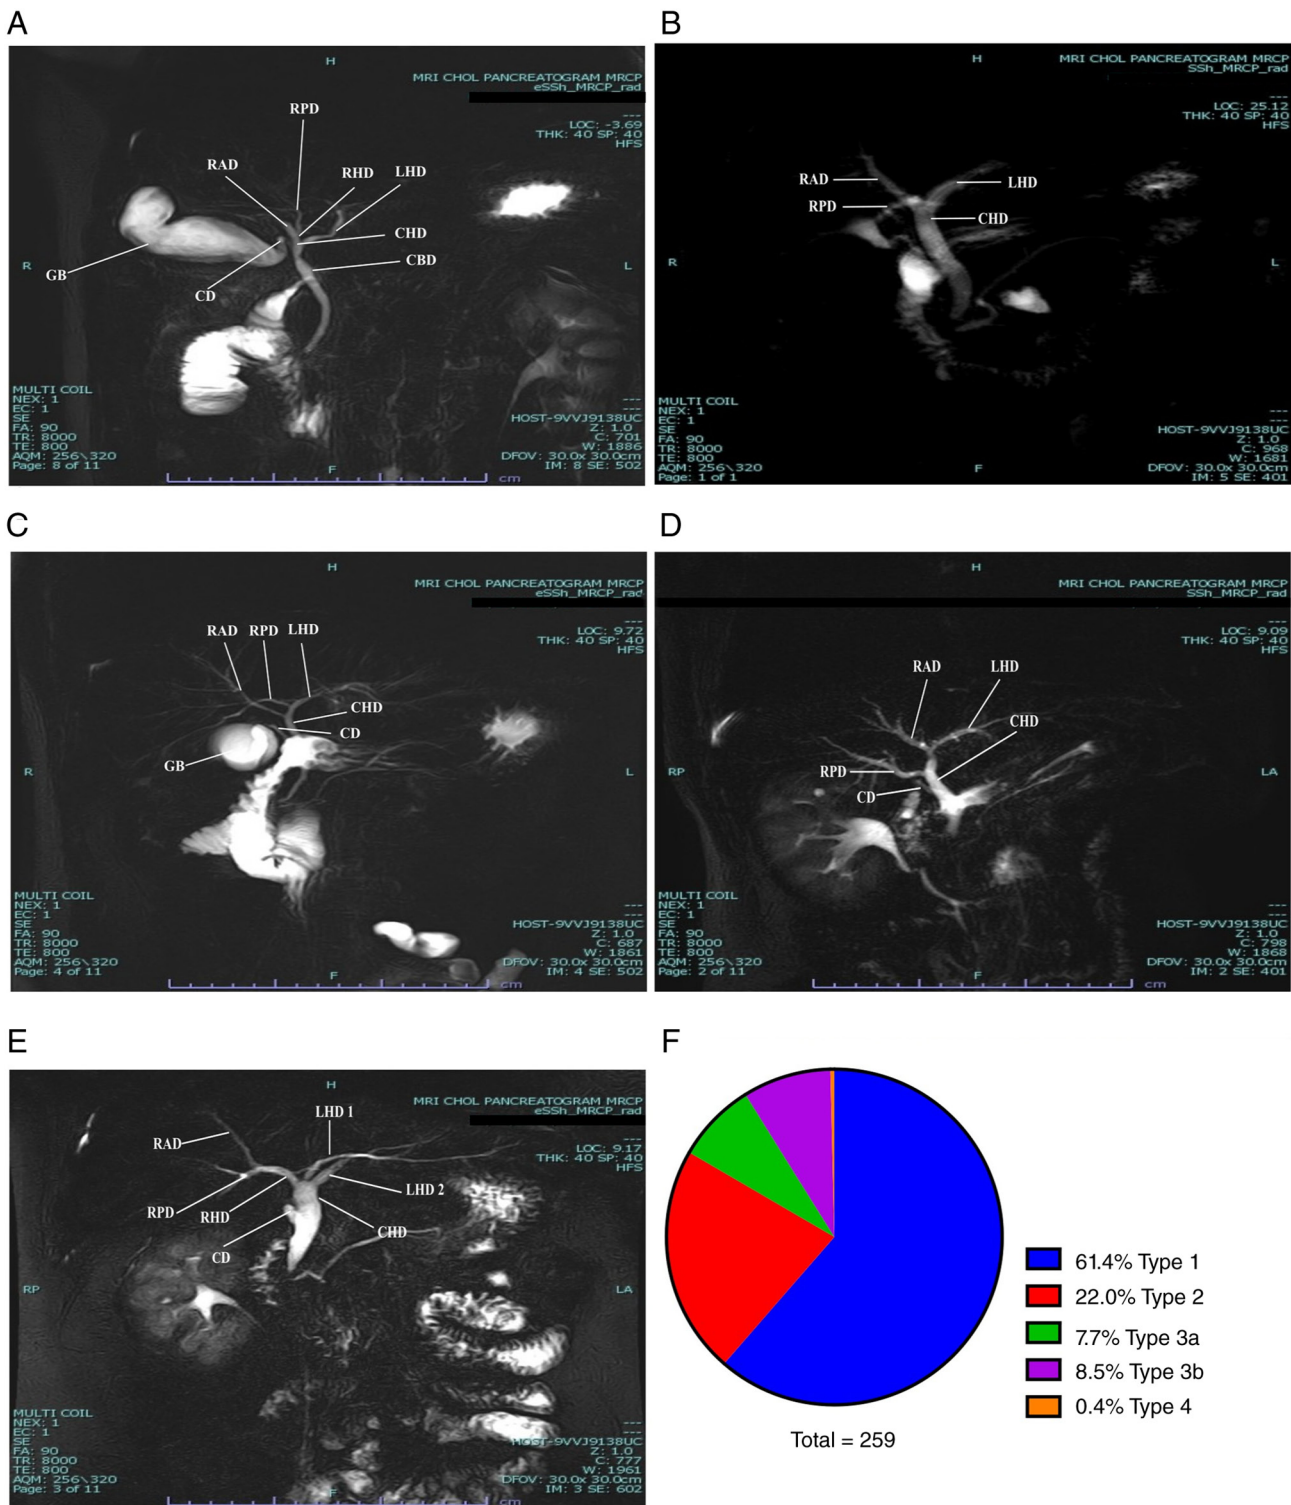 A
H
MRI CHOL PANCREATOGRAM MRCP
eSSh_MRCP_rad
---
LOC: -3.69
THK: 40 SP: 40
HFS
RPD
RAD
RHD
LHD
CHD
CBD
GB
CD
R
L
MULTI COIL
NEX: 1
EC: 1
SE
FA: 90
TR: 8000
TE: 800
AQM: 256\320
Page: 8 of 11
---
---
HOST-9VVJ9138UC
Z: 1.0
C: 701
W: 1886
DFOV: 30.0x 30.0cm
IM: 8 SE: 502
F
cm
B
H
MRI CHOL PANCREATOGRAM MRCP
SSh_MRCP_rad
---
LOC: 25.12
THK: 40 SP: 40
HFS
RAD
LHD
RPD
CHD
R
L
MULTI COIL
NEX: 1
EC: 1
SE
FA: 90
TR: 8000
TE: 800
AQM: 256\320
Page: 1 of 1
---
---
HOST-9VVJ9138UC
Z: 1.0
C: 968
W: 1681
DFOV: 30.0x 30.0cm
IM: 5 SE: 401
F
C
H
MRI CHOL PANCREATOGRAM MRCP
eSSh_MRCP_rad
---
LOC: 9.72
THK: 40 SP: 40
HFS
RAD
RPD
LHD
CHD
CD
GB
R
L
MULTI COIL
NEX: 1
EC: 1
SE
FA: 90
TR: 8000
TE: 800
AQM: 256\320
Page: 4 of 11
---
---
HOST-9VVJ9138UC
Z: 1.0
C: 687
W: 1861
DFOV: 30.0x 30.0cm
IM: 4 SE: 502
F
cm
D
H
MRI CHOL PANCREATOGRAM MRCP
SSh_MRCP_rad
---
LOC: 9.09
THK: 40 SP: 40
HFS
RAD
LHD
CHD
RPD
CD
RP
LA
MULTI COIL
NEX: 1
EC: 1
SE
FA: 90
TR: 8000
TE: 800
AQM: 256\320
Page: 2 of 11
---
---
HOST-9VVJ9138UC
Z: 1.0
C: 798
W: 1868
DFOV: 30.0x 30.0cm
IM: 2 SE: 401
F
cm
E
H
MRI CHOL PANCREATOGRAM MRCP
eSSh_MRCP_rad
---
LOC: 9.17
THK: 40 SP: 40
HFS
LHD 1
RAD
LHD 2
RPD
RHD
CHD
CD
RP
LA
MULTI COIL
NEX: 1
EC: 1
SE
FA: 90
TR: 8000
TE: 800
AQM: 256\320
Page: 3 of 11
---
---
HOST-9VVJ9138UC
Z: 1.0
C: 777
W: 1961
DFOV: 30.0x 30.0cm
IM: 3 SE: 602
F
cm
F
61.4% Type 1
22.0% Type 2
7.7% Type 3a
8.5% Type 3b
0.4% Type 4
Total = 259